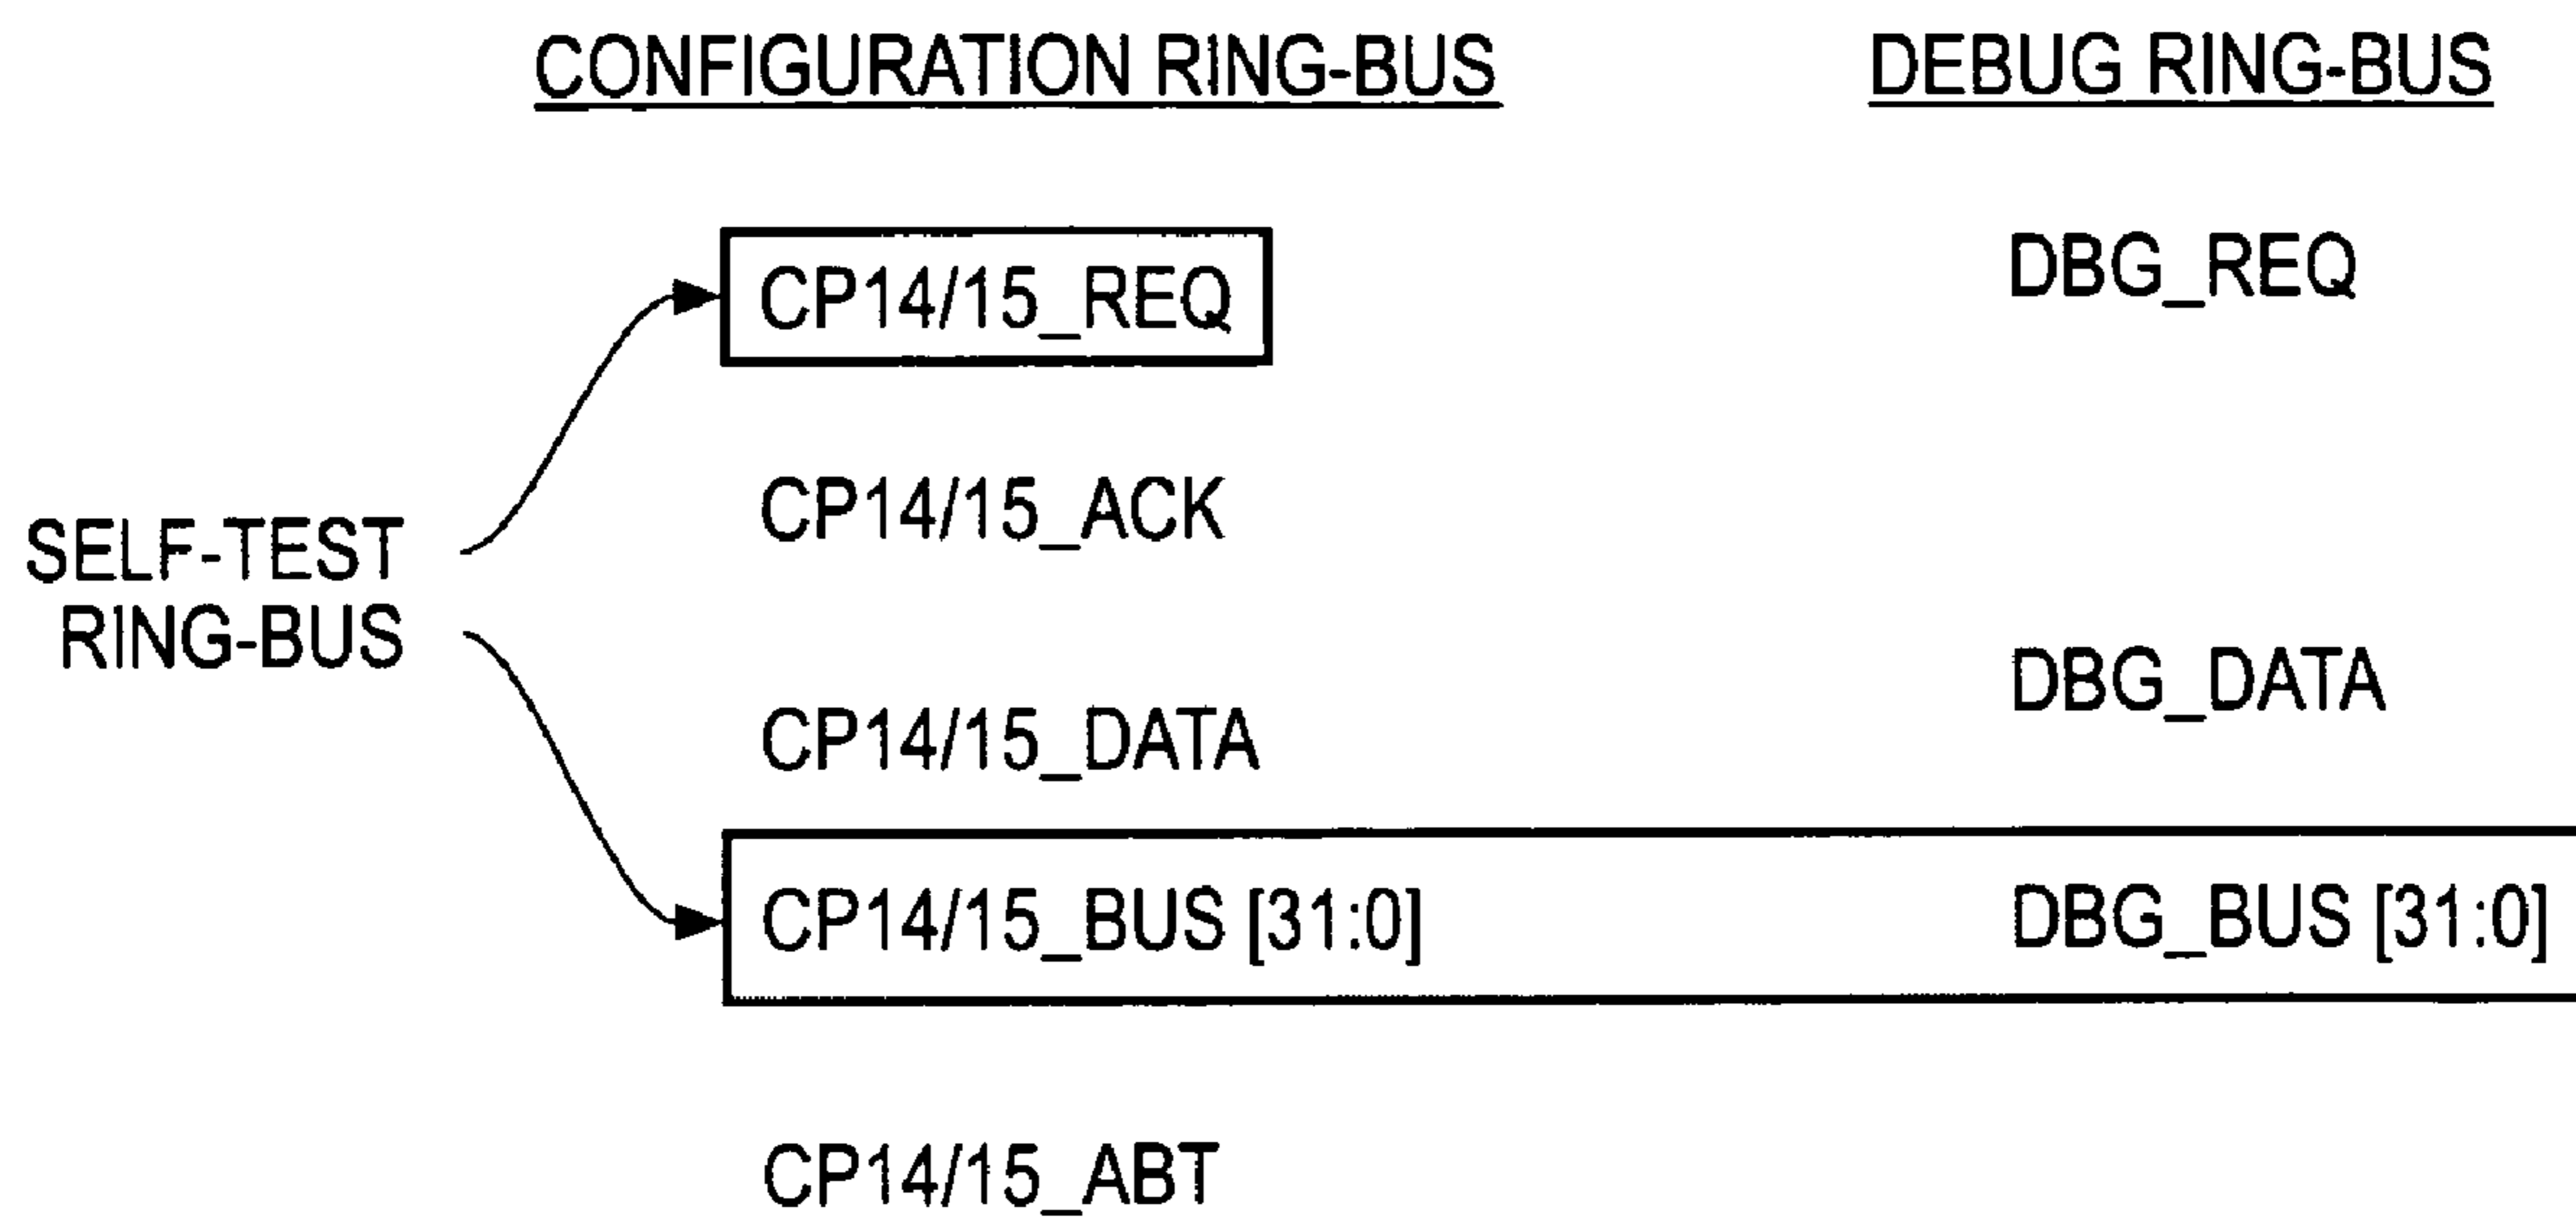 CONFIGURATION RING-BUS
DEBUG RING-BUS
CP14/15_REQ
DBG_REQ
CP14/15_ACK
SELF-TEST
RING-BUS
CP14/15_DATA
DBG_DATA
CP14/15_BUS [31:0]
DBG_BUS [31:0]
CP14/15_ABT